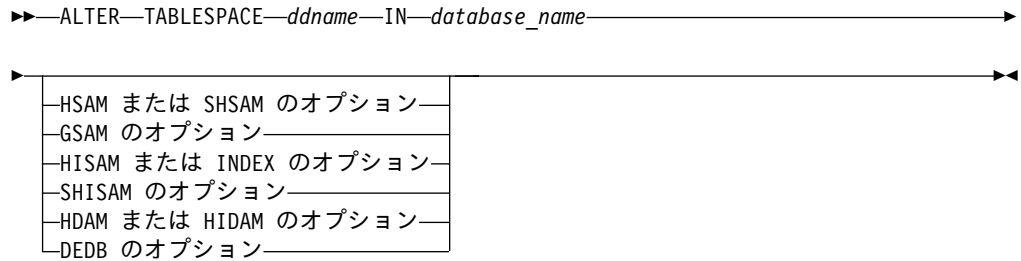 ALTER TABLESPACE ddname IN database_name
HSAM または SHSAM のオプション
GSAM のオプション
HISAM または INDEX のオプション
SHISAM のオプション
HDAM または HIDAM のオプション
DEDB のオプション